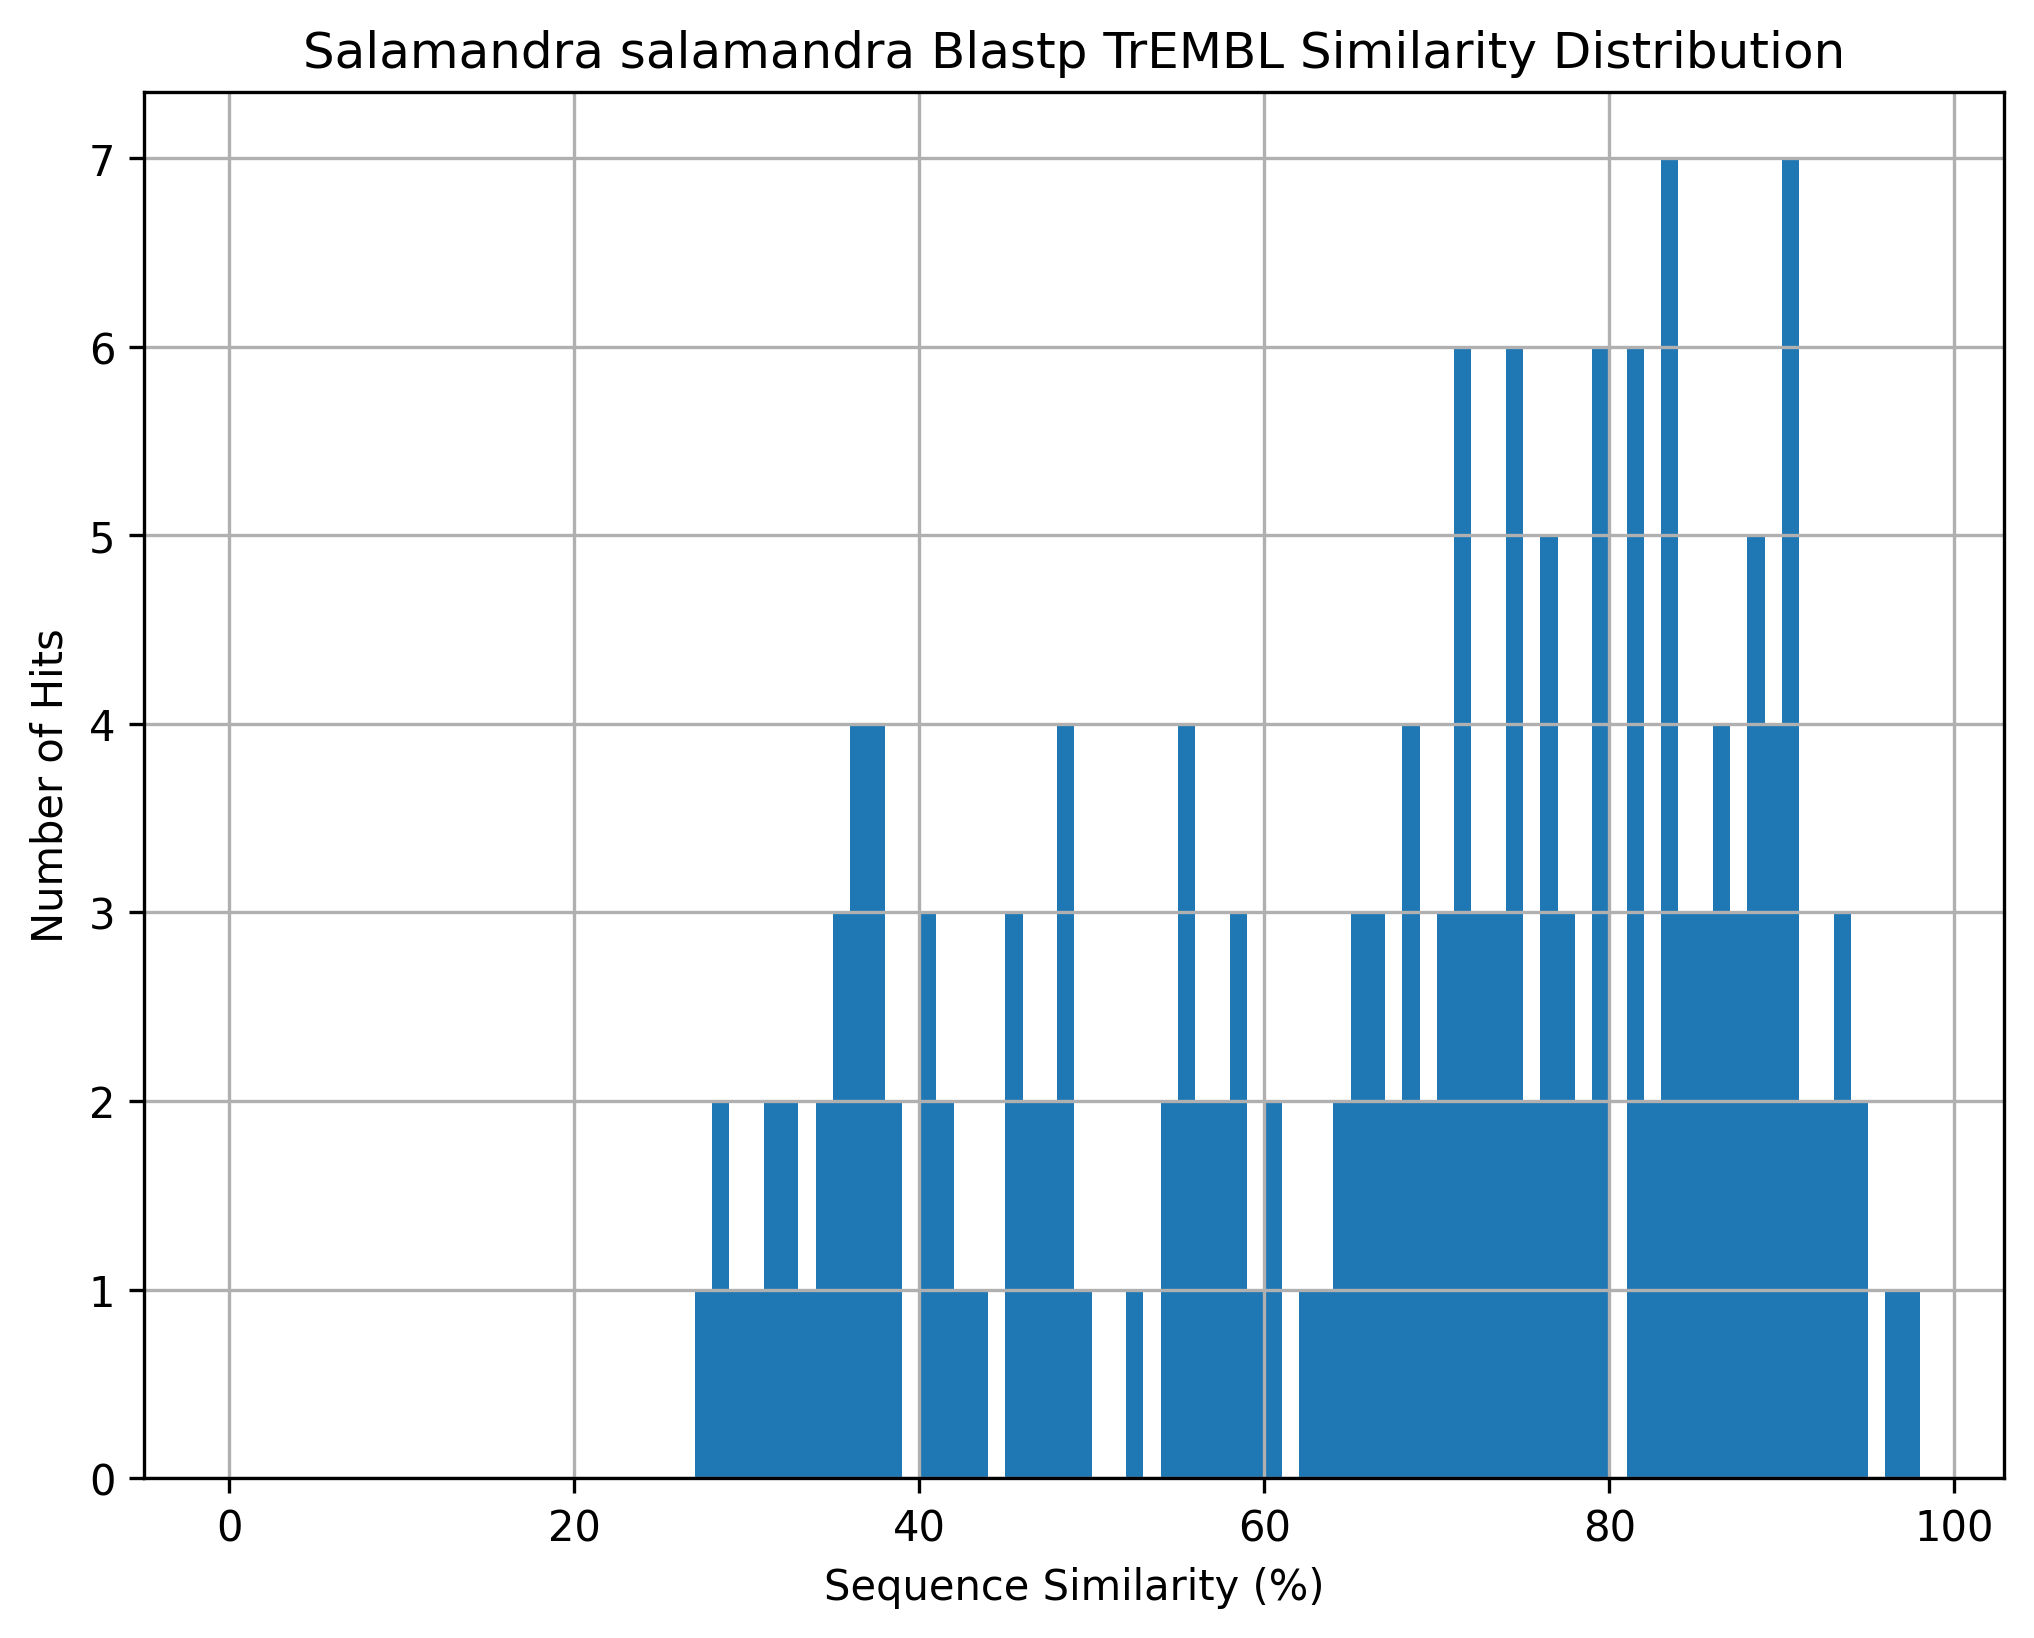 Salamandra salamandra Blastp TrEMBL Similarity Distribution
7
6
5
4
3
2
1
0
Number of Hits
0 20 40 60 80 100
Sequence Similarity (%)